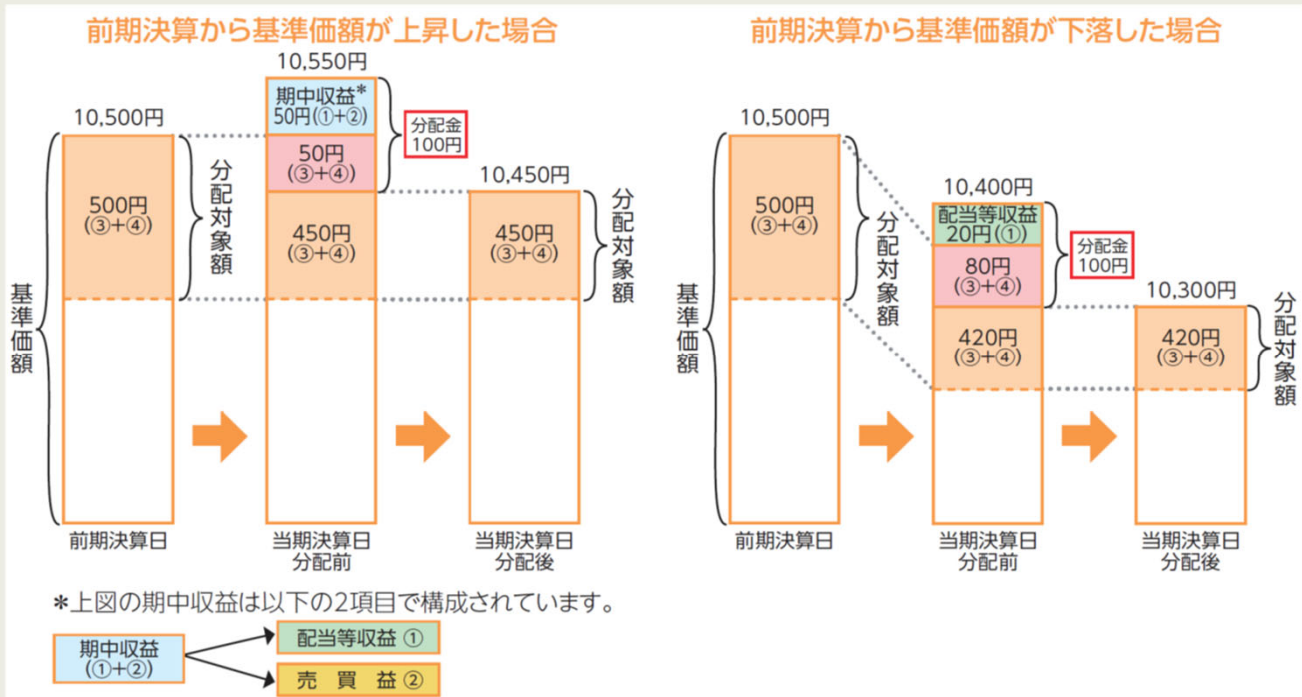 前期決算から基準価額が上昇した場合
10,550円
10,500円
期中収益*
50円(①+②)
分配金
100円
50円
(③+④)
10,450円
500円
(③+④)
分配対象額
450円
(③+④)
450円
(③+④)
分配対象額
基準価額
前期決算日
当期決算日
分配前
当期決算日
分配後
前期決算から基準価額が下落した場合
10,500円
10,400円
500円
(③+④)
分配対象額
配当等収益
20円(①)
分配金
100円
80円
(③+④)
10,300円
420円
(③+④)
420円
(③+④)
分配対象額
基準価額
前期決算日
当期決算日
分配前
当期決算日
分配後
*上図の期中収益は以下の2項目で構成されています。
期中収益
(①+②)
配当等収益 ①
売 買 益 ②